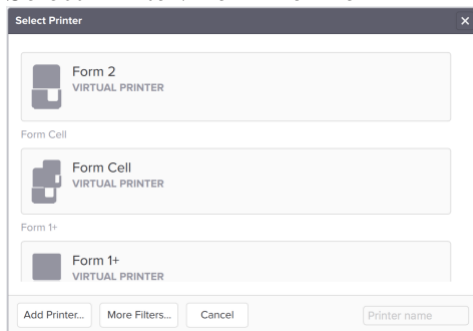 Select Printer
Form 2
VIRTUAL PRINTER
Form Cell
Form Cell
VIRTUAL PRINTER
Form 1+
Form 1+
VIRTUAL PRINTER
Add Printer...
More Filters...
Cancel
Printer name